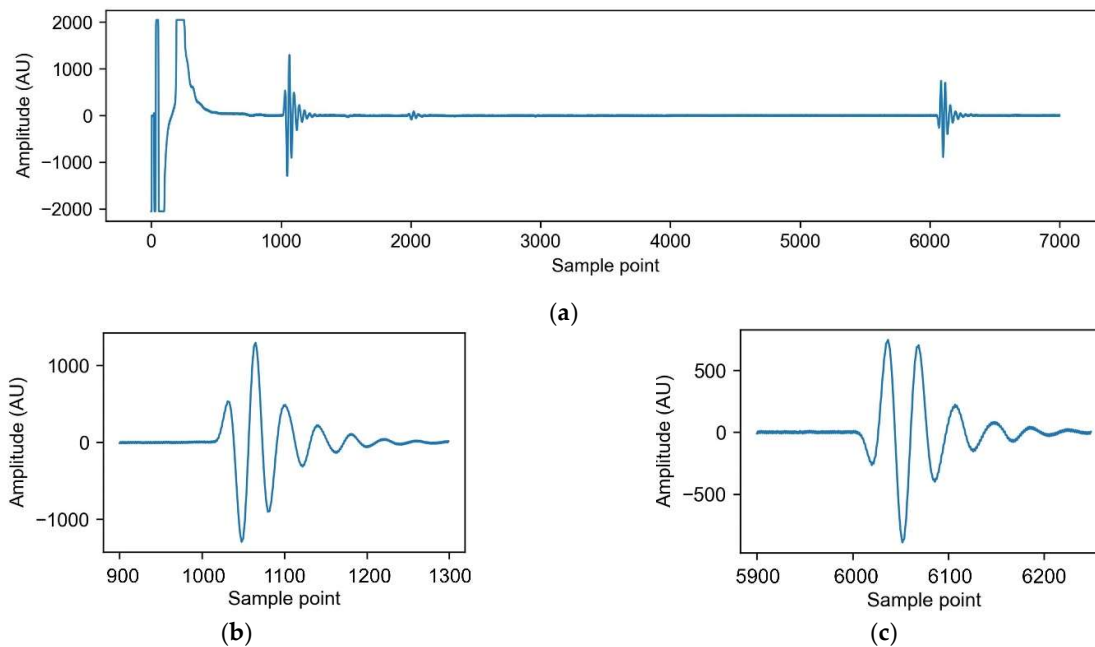 2000
1000
0
−1000
−2000
Amplitude (AU)
0 1000 2000 3000 4000 5000 6000 7000
Sample point
(a)
1000
0
−1000
Amplitude (AU)
900 1000 1100 1200 1300
Sample point
(b)
500
0
−500
Amplitude (AU)
5900 6000 6100 6200
Sample point
(c)